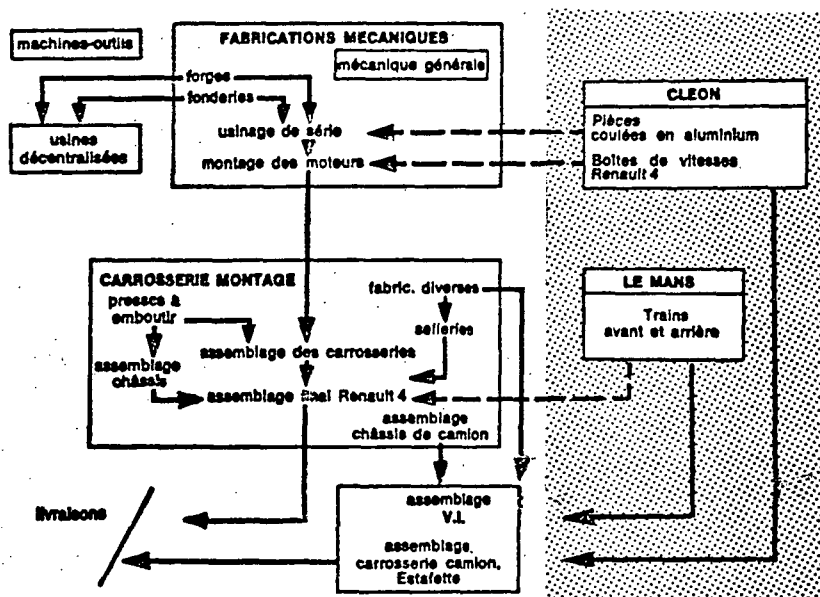 machines-outils
FABRICATIONS MECANIQUES
mécanique générale
forges
fonderies
usines
décentralisées
usinage de série
montage des moteurs
CLEON
Pièces
coulées en aluminium
Boîtes de vitesses
Renault 4
CARROSSERIE MONTAGE
presses à
emboutir
fabric. diverses
selleries
assemblage des carrosseries
assemblage
châssis
assemblage final Renault 4
assemblage
châssis de camion
LE MANS
Trains
avant et arrière
livraisons
assemblage
V.I.
assemblage
carrosserie camion.
Estafette